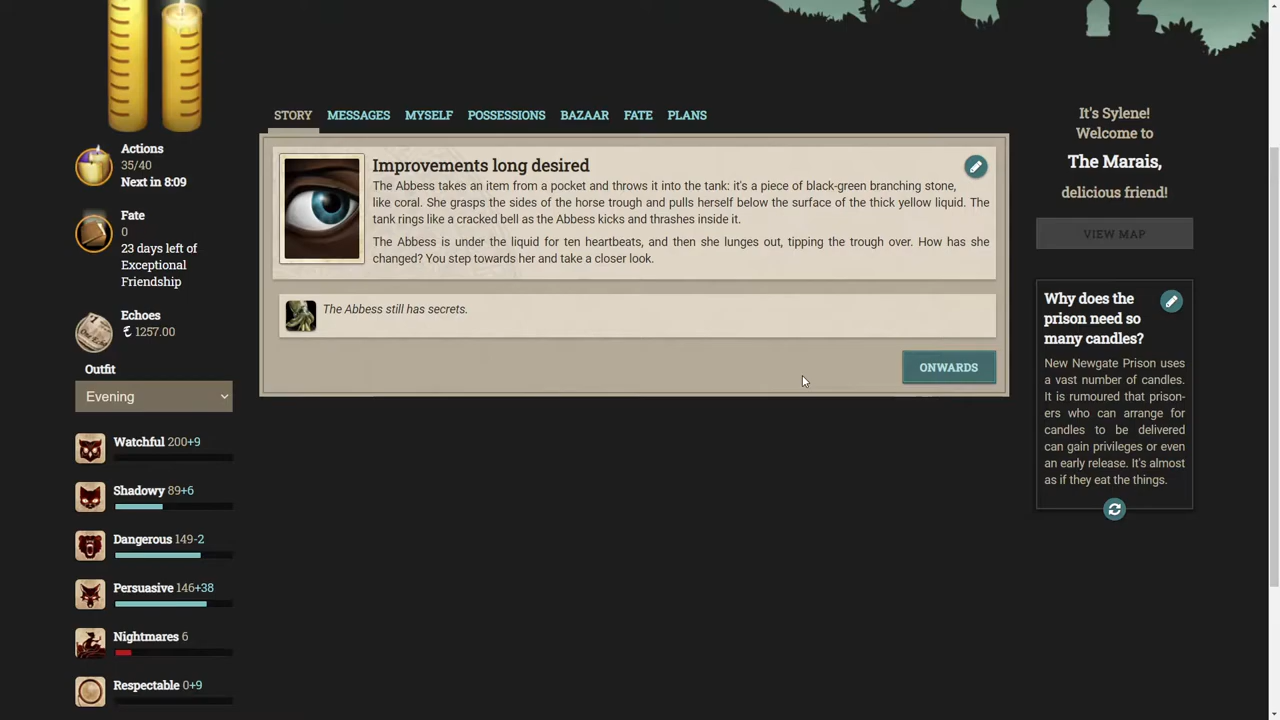 Actions
35/40
Next in 8:09
Fate
0
23 days left of
Exceptional
Friendship
Echoes
€ 1257.00
Outfit
Evening
Watchful 200+9
Shadowy 89+6
Dangerous 149-2
Persuasive 146+38
Nightmares 6
Respectable 0+9
STORY MESSAGES MYSELF POSSESSIONS BAZAAR FATE PLANS
Improvements long desired
The Abbess takes an item from a pocket and throws it into the tank: it's a piece of black-green branching stone,
like coral. She grasps the sides of the horse trough and pulls herself below the surface of the thick yellow liquid. The
tank rings like a cracked bell as the Abbess kicks and thrashes inside it.
The Abbess is under the liquid for ten heartbeats, and then she lunges out, tipping the trough over. How has she
changed? You step towards her and take a closer look.
The Abbess still has secrets.
ONWARDS
It's Sylene!
Welcome to
The Marais,
delicious friend!
VIEW MAP
Why does the
prison need so
many candles?
New Newgate Prison uses
a vast number of candles.
It is rumoured that prison-
ers who can arrange for
candles to be delivered
can gain privileges or even
an early release. It's almost
as if they eat the things.